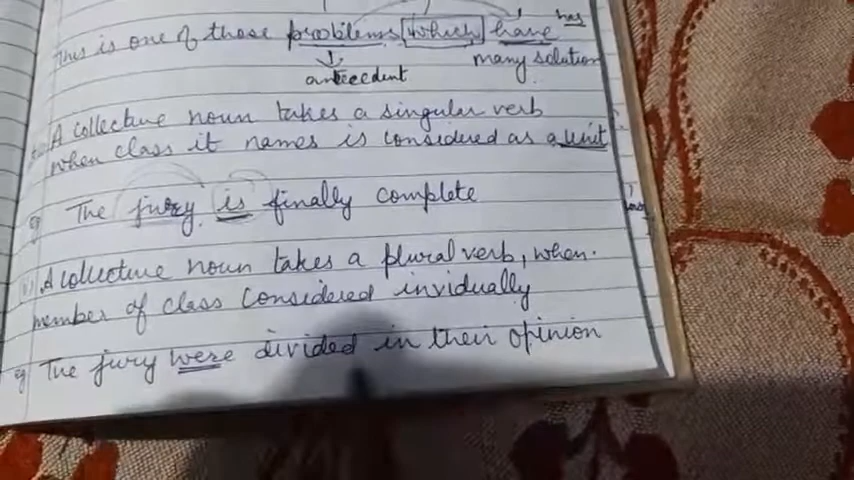 has
This is one of those problems which have
many solution
antecedent
A collective noun takes a singular verb
when class it names is considered as a unit
eg The jury is finally complete
A collective noun takes a plural verb, when
member of class considered invidually
eg The jury were divided in their opinion